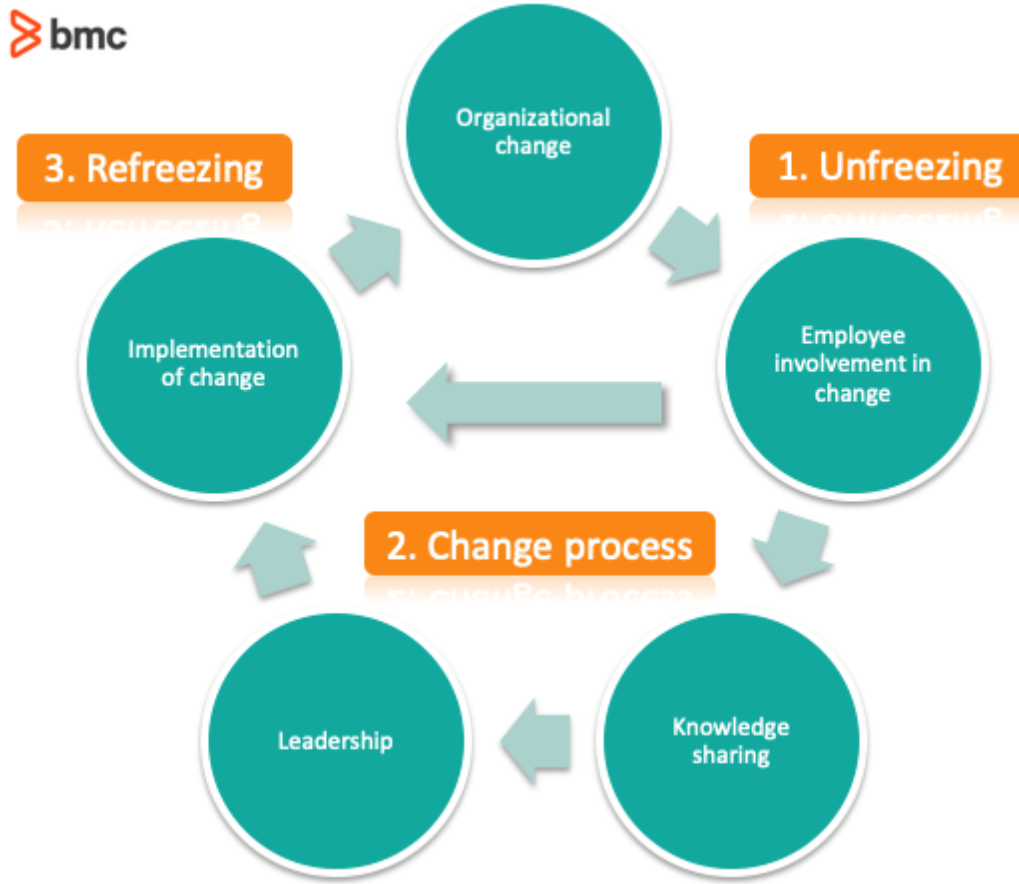 bmc
Organizational
change
3. Refreezing
1. Unfreezing
Implementation
of change
Employee
involvement in
change
2. Change process
Leadership
Knowledge
sharing